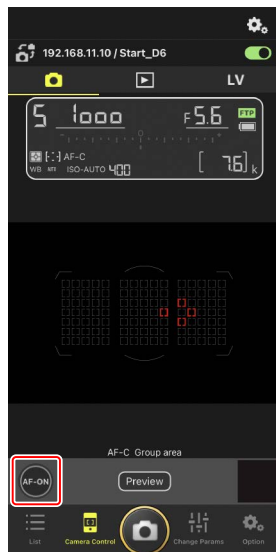 192.168.11.10 / Start_D6
LV
S 1000 F5.6 FTP
AF-C
WB ISO-AUTO 400 [ 7.6] k
AF-C Group area
AF-ON Preview
List Camera Control Change Params Option